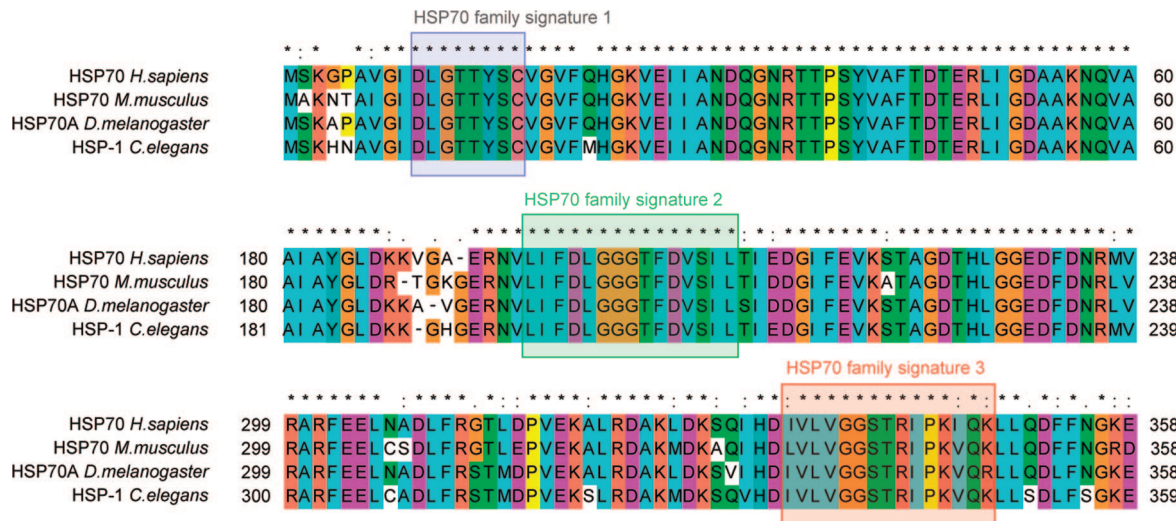 HSP70 family signature 1
* : * * : * * * * * * * * * * * * * * * * * * * * * * * * * * * * * * * * * * * * * * * * * * * * * * * * * * * * *
HSP70 H.sapiens MSKGPAVGIDLGTTYSCVGVFQHGKVEIIANDQGNRTTPSYVAFTDTERLIGDAAKNQVA 60
HSP70 M.musculus MAKNTAIGIDLGTTYSCVGVFQHGKVEIIANDQGNRTTPSYVAFTDTERLIGDAAKNQVA 60
HSP70A D.melanogaster MSKAPAVGIDLGTTYSCVGVFQHGKVEIIANDQGNRTTPSYVAFTDTERLIGDAAKNQVA 60
HSP-1 C.elegans MSKHNAVGIDLGTTYSCVGVFMHGKVEIIANDQGNRTTPSYVAFTDTERLIGDAAKNQVA 60
HSP70 family signature 2
* * * * * * * : . . . * * * * * * * * * * * * * * * * * * * * : * : * * * * * * * . * * * * * * * * * * * * * * * : *
HSP70 H.sapiens 180 AIAYGLDKKVGA-ERNVLIFDLGGGTFDVSILTIEDGIFEVKSTAGDTHLGGEDFDNRMV 238
HSP70 M.musculus 180 AIAYGLDR-TGKGERNVLIFDLGGGTFDVSILTIDDGIFEVKATAGDTHLGGEDFDNRLV 238
HSP70A D.melanogaster 180 AIAYGLDKKA-VGERNVLIFDLGGGTFDVSILSIDDGIFEVKSTAGDTHLGGEDFDNRLV 238
HSP-1 C.elegans 181 AIAYGLDKK-GHGERNVLIFDLGGGTFDVSILTIEDGIFEVKSTAGDTHLGGEDFDNRMV 239
HSP70 family signature 3
* * * * * * * . * * * * . * : : * * * * . * * * * * * : * * . : : * * : * * * * * * * * * * * : * : * * . * * * . * : :
HSP70 H.sapiens 299 RARFEELNADLFRGTLDPVEKALRDAKLDKSQIHDIVLVGGSTRIPKIQKLLQDFFNGKE 358
HSP70 M.musculus 299 RARFEELCSDLFRGTLEPVEKALRDAKMDKAQIHDLVLVGGSTRIPKVQKLLQDFFNGRD 358
HSP70A D.melanogaster 299 RARFEELNADLFRSTMDPVEKALRDAKLDKSVIHDIVLVGGSTRIPKVQRLLQDLFNGKE 358
HSP-1 C.elegans 300 RARFEELCADLFRSTMDPVEKSLRDAKMDKSQVHDIVLVGGSTRIPKVQKLLSDLFSGKE 359